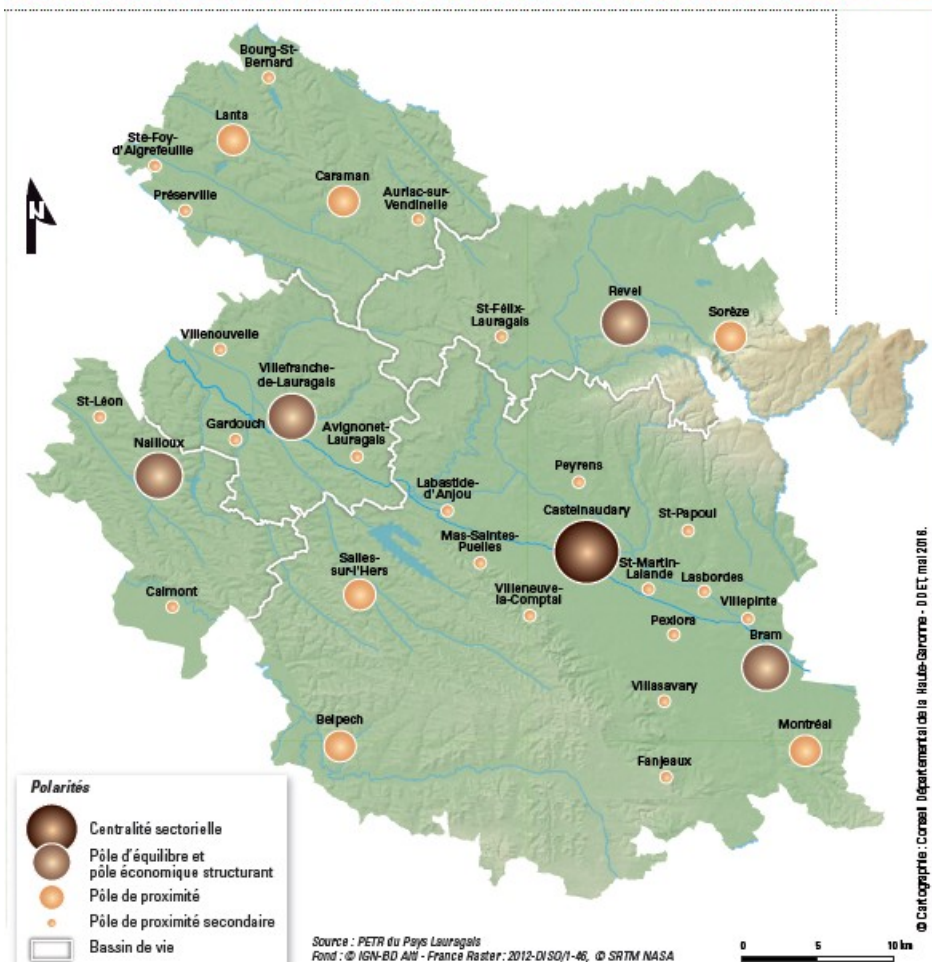 Bourg-St-
Bernard
Lanta
Ste-Foy-
d'Aigrefeuille
Caraman
Préserville
Auriac-sur-
Vendinelle
N
Revel
St-Félix-
Lauragais
Sorèze
Villenouvelle
Villefranche-
de-Lauragais
St-Léon
Gardouch
Avignonet-
Lauragais
Nailloux
Peyrens
Labastide-
d'Anjou
Castelnaudary
St-Papoul
Mas-Saintes-
Puelles
Salles-
sur-l'Hers
St-Martin-
Lalande
Lasbordes
Calmont
Villeneuve-
la-Comptal
Villepinte
Pexiora
Bram
Villasavary
Belpech
Montréal
Fanjeaux
Polarités
Centralité sectorielle
Pôle d'équilibre et
pôle économique structurant
Pôle de proximité
Pôle de proximité secondaire
Bassin de vie
Source : PETR du Pays Lauragais
Fond : © IGN-BD Alti - France Raster : 2012-DISO/1-46, © SRTM NASA
0 5 10 km
© Cartographie : Conseil Départemental de la Haute-Garonne - DDET, mai 2016.